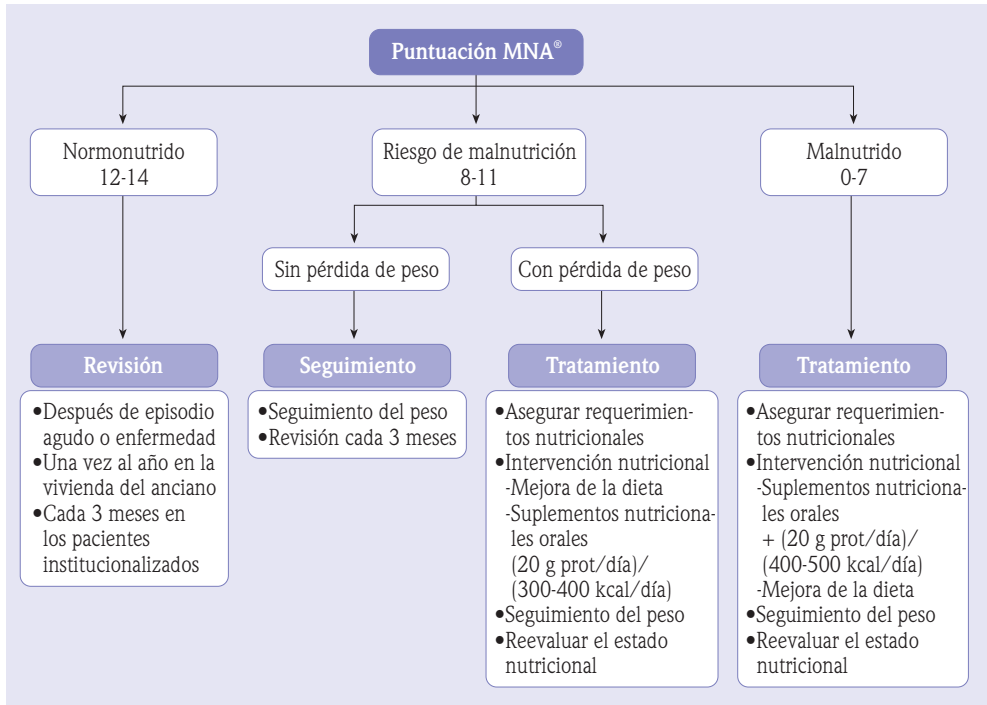 Puntuación MNA®
Normonutrido
12-14
Riesgo de malnutrición
8-11
Malnutrido
0-7
Sin pérdida de peso
Con pérdida de peso
Revisión
•Después de episodio
agudo o enfermedad
•Una vez al año en la
vivienda del anciano
•Cada 3 meses en
los pacientes
institucionalizados
Seguimiento
•Seguimiento del peso
•Revisión cada 3 meses
Tratamiento
•Asegurar requerimien-
tos nutricionales
•Intervención nutricional
-Mejora de la dieta
-Suplementos nutriciona-
les orales
(20 g prot/día)/
(300-400 kcal/día)
•Seguimiento del peso
•Reevaluar el estado
nutricional
Tratamiento
•Asegurar requerimien-
tos nutricionales
•Intervención nutricional
-Suplementos nutriciona-
les orales
+ (20 g prot/día)/
(400-500 kcal/día)
-Mejora de la dieta
•Seguimiento del peso
•Reevaluar el estado
nutricional